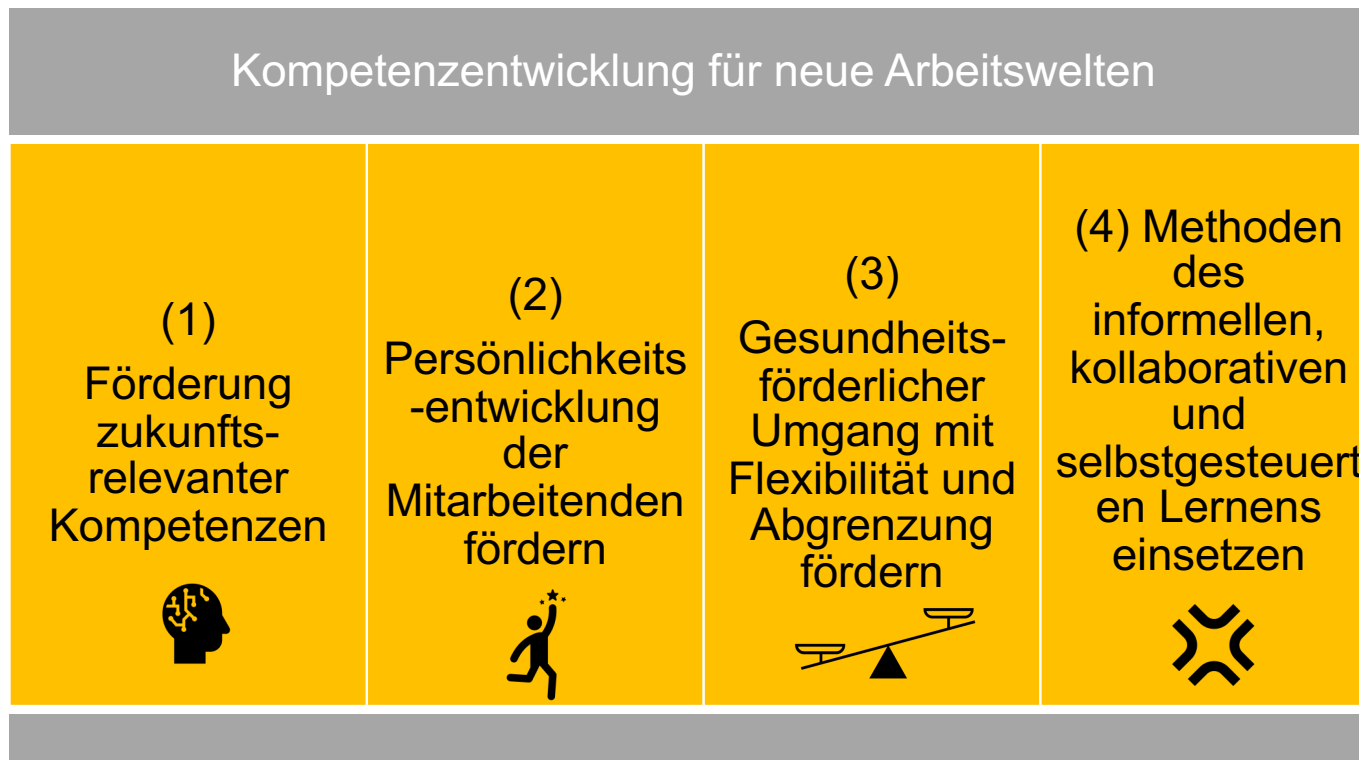 Kompetenzentwicklung für neue Arbeitswelten
(1)
Förderung
zukunfts-
relevanter
Kompetenzen
(2)
Persönlichkeits
-entwicklung
der
Mitarbeitenden
fördern
(3)
Gesundheits-
förderlicher
Umgang mit
Flexibilität und
Abgrenzung
fördern
(4) Methoden
des
informellen,
kollaborativen
und
selbstgesteuert
en Lernens
einsetzen